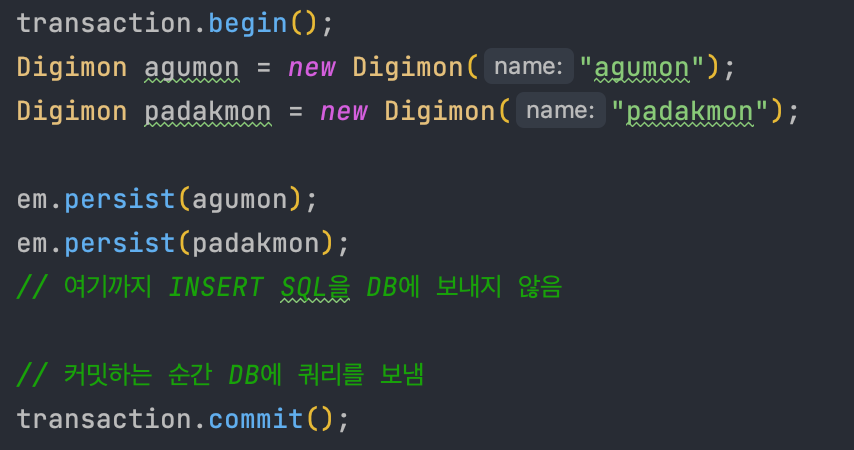 transaction.begin();
Digimon agumon = new Digimon( name: "agumon");
Digimon padakmon = new Digimon( name: "padakmon");
em.persist(agumon);
em.persist(padakmon);
// 여기까지 INSERT SQL을 DB에 보내지 않음
// 커밋하는 순간 DB에 쿼리를 보냄
transaction.commit();